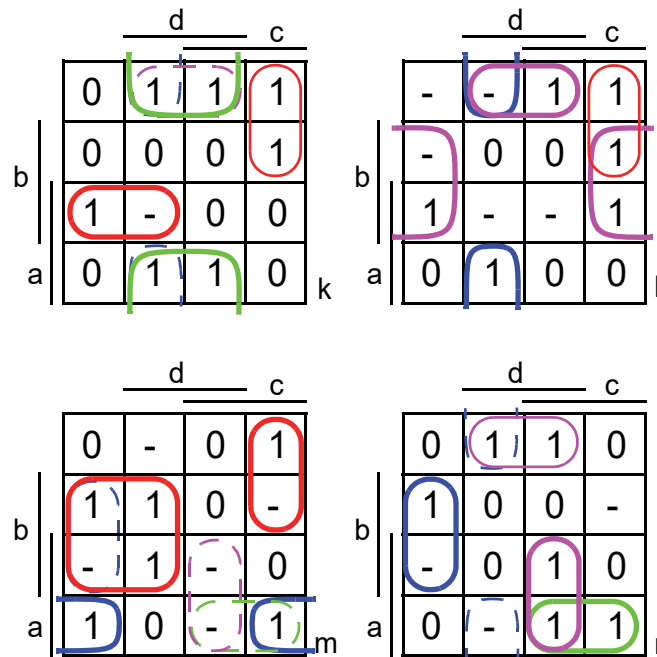 d
c
0 1 1 1
0 0 0 1
b
1 - 0 0
a 0 1 1 0
k
d
c
- - 1 1
- 0 0 1
b
1 - - 1
a 0 1 0 0
d
c
0 - 0 1
1 1 0 -
b
- 1 - 0
a 1 0 - 1
m
d
c
0 1 1 0
1 0 0 -
b
- 0 1 0
a 0 - 1 1